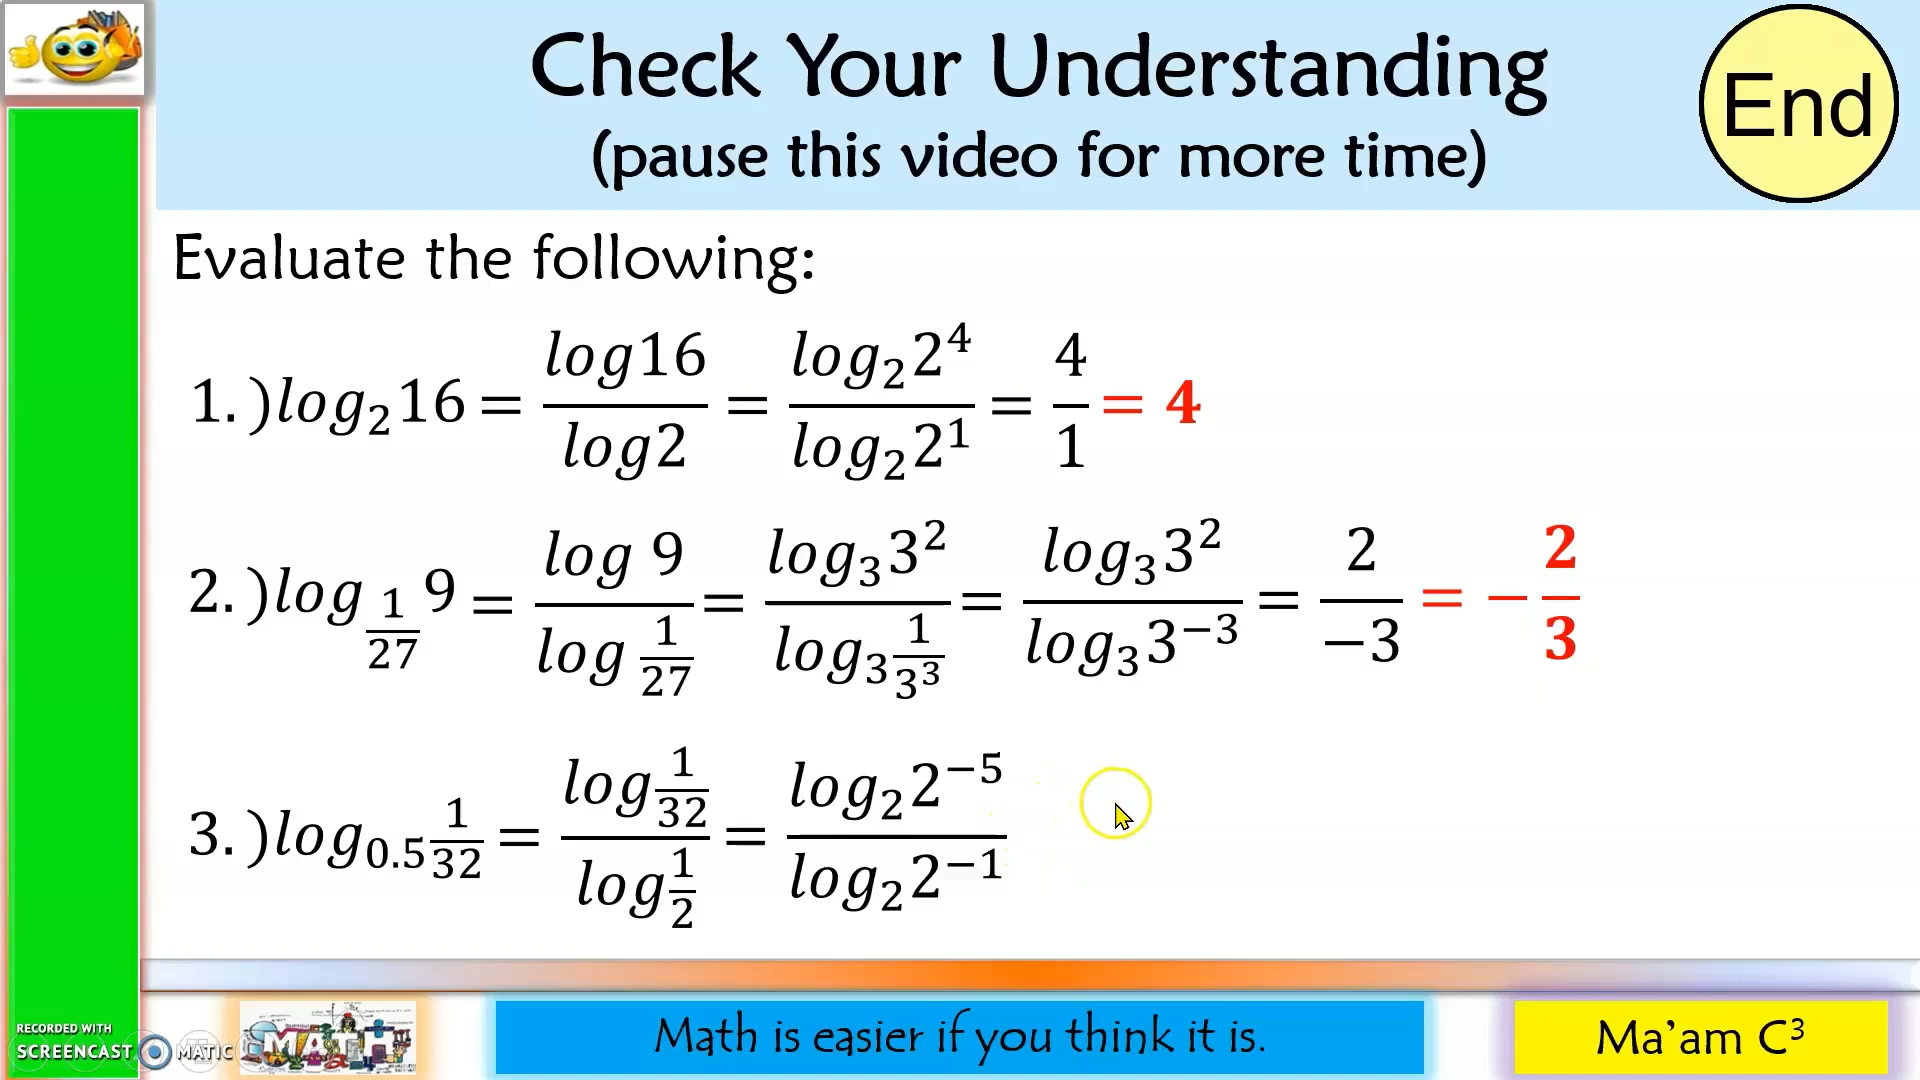 Check Your Understanding
(pause this video for more time)
End
Evaluate the following:
1.) log₂16 = log16/log2 = log₂2⁴/log₂2¹ = 4/1 = 4
2.) log_(1/27) 9 = log 9/log 1/27 = log₃3²/log₃ 1/3³ = log₃3²/log₃3⁻³ = 2/−3 = −2/3
3.) log_0.5 1/32 = log 1/32/log 1/2 = log₂2⁻⁵/log₂2⁻¹
RECORDED WITH
SCREENCAST MATIC
MATH
Math is easier if you think it is.
Ma'am C³